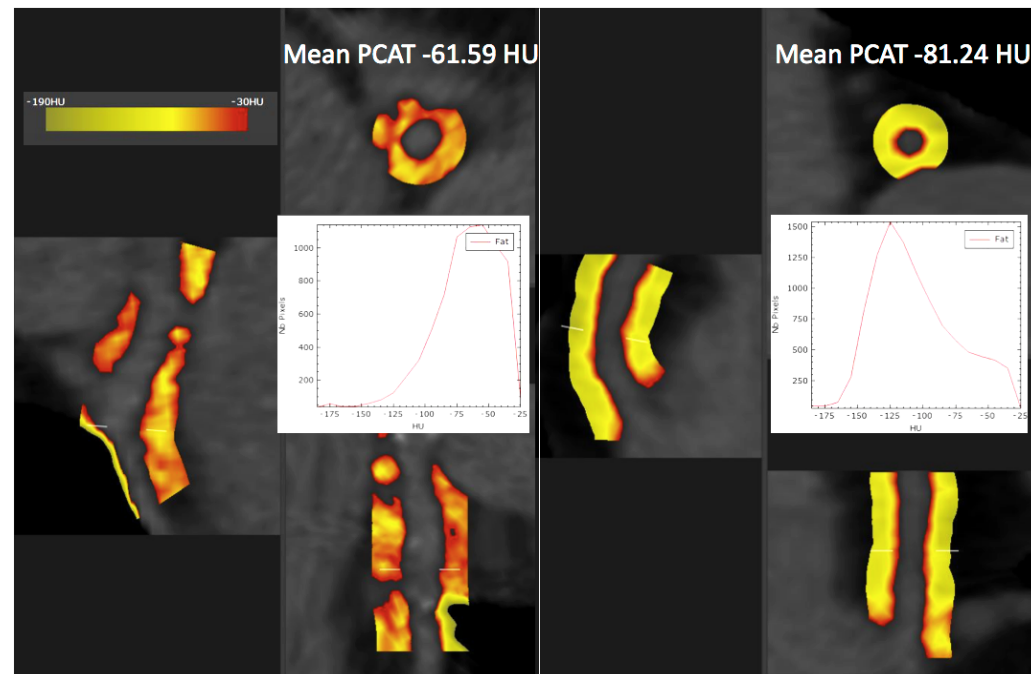 Mean PCAT -61.59 HU
Mean PCAT -81.24 HU
-190HU
-30HU
Fat
1000
800
600
400
200
Nb Pixels
-175
-150
-125
-100
-75
-50
-25
HU
Fat
1500
1250
1000
750
500
250
Nb Pixels
-175
-150
-125
-100
-75
-50
-25
HU